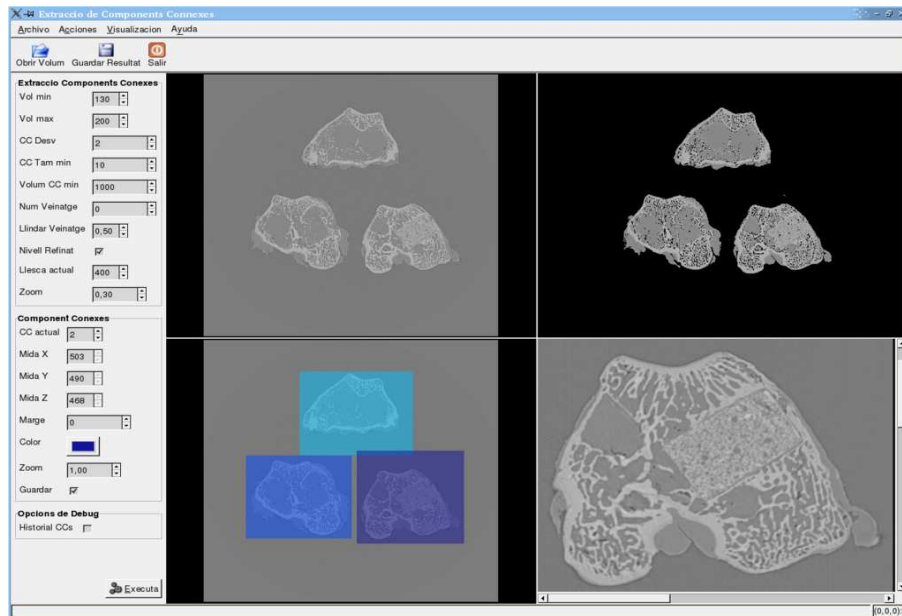 Extraccio de Components Connexes
Archivo Acciones Visualizacion Ayuda
Obrir Volum Guardar Resultat Salir
Extraccio Components Conexes
Vol min 130
Vol max 200
CC Desv 2
CC Tam min 10
Volum CC min 1000
Num Veinatge 0
Llindar Veinatge 0,50
Nivell Refinat
Llesca actual 400
Zoom 0,30
Component Conexes
CC actual 2
Mida X 503
Mida Y 490
Mida Z 468
Marge 0
Color
Zoom 1,00
Guardar
Opcions de Debug
Historial CCs
Executa
(0,0,0):